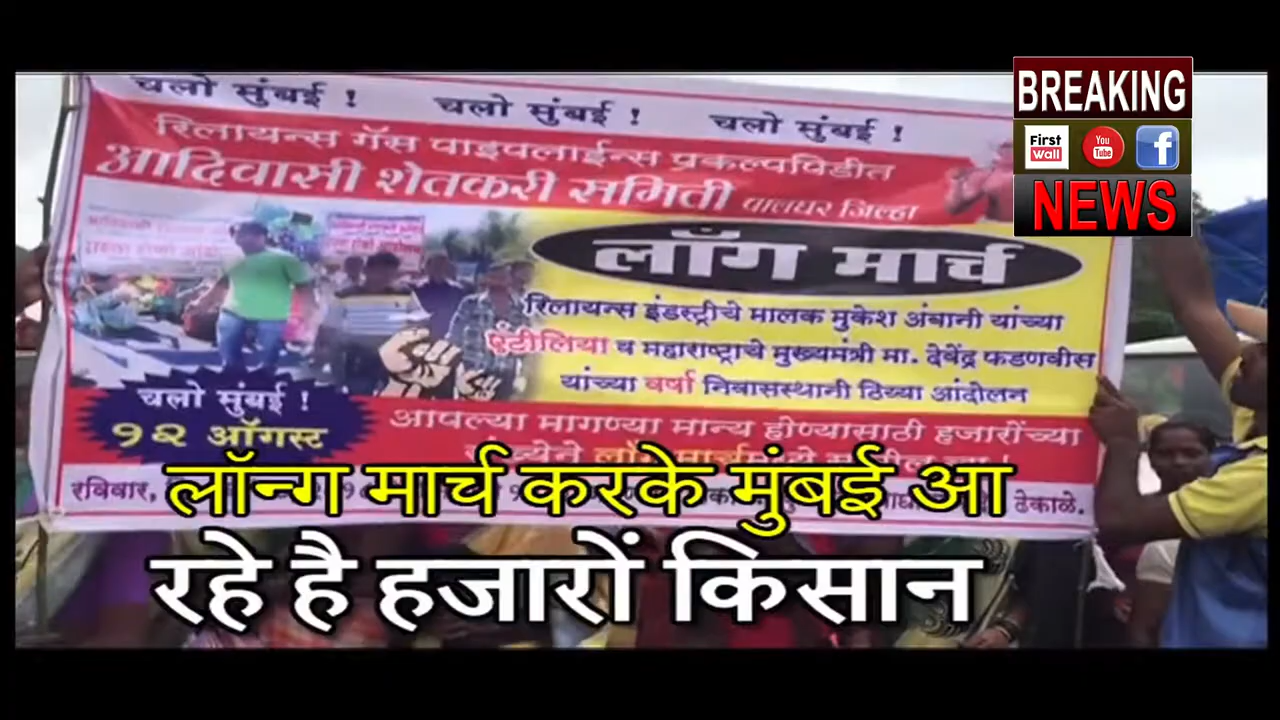 चलो मुंबई !
चलो मुंबई !
चलो मुंबई !
रिलायन्स गॅस पाइपलाईन्स प्रकल्पपिडीत
आदिवासी शेतकरी समिती पालघर जिल्हा
लाँग मार्च
रिलायन्स इंडस्ट्रीचे मालक मुकेश अंबानी यांच्या
एंटीलिया व महाराष्ट्राचे मुख्यमंत्री मा. देवेंद्र फडणवीस
यांच्या वर्षा निवासस्थानी ठिय्या आंदोलन
चलो मुंबई !
१२ ऑगस्ट
आपल्या मागण्या मान्य होण्यासाठी हजारोंच्या
लाँग मार्च
रविवार,
ढेकाळे.
BREAKING
First Wall
You Tube
f
NEWS
लॉन्ग मार्च करके मुंबई आ
रहे है हजारों किसान